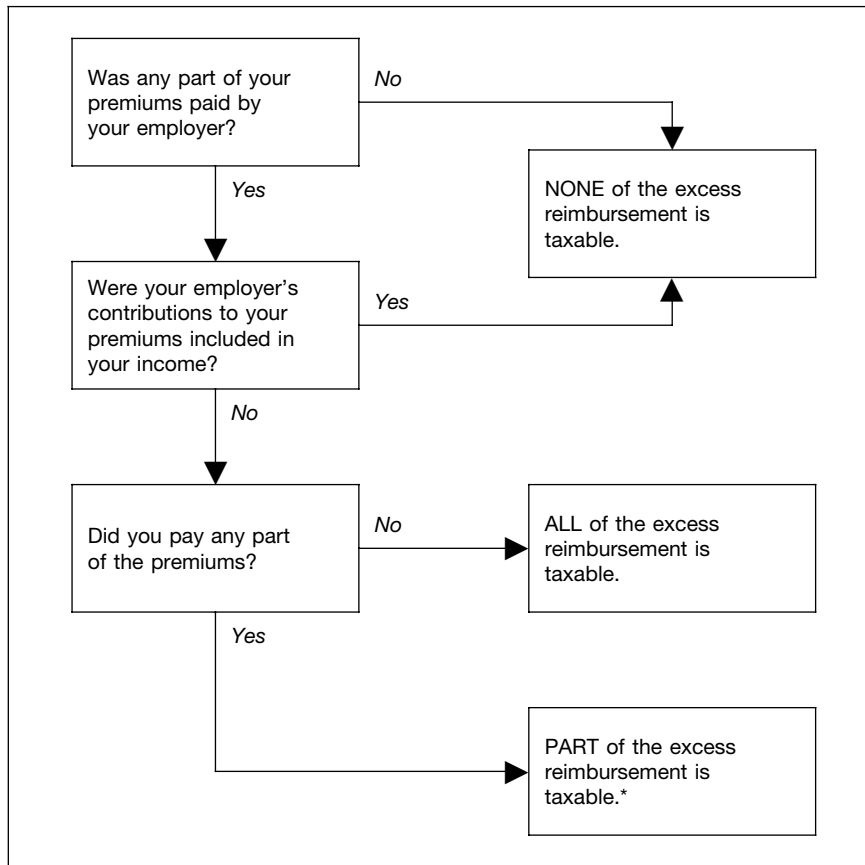 Was any part of your
premiums paid by
your employer?
No
Yes
NONE of the excess
reimbursement is
taxable.
Were your employer’s
contributions to your
premiums included in
your income?
Yes
No
Did you pay any part
of the premiums?
No
ALL of the excess
reimbursement is
taxable.
Yes
PART of the excess
reimbursement is
taxable.*